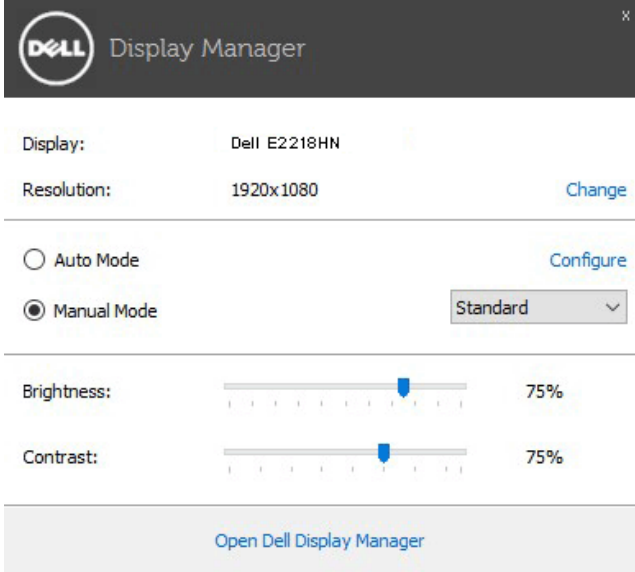 x
DELL Display Manager
Display: Dell E2218HN
Resolution: 1920x1080 Change
Auto Mode Configure
Manual Mode Standard
Brightness: 75%
Contrast: 75%
Open Dell Display Manager